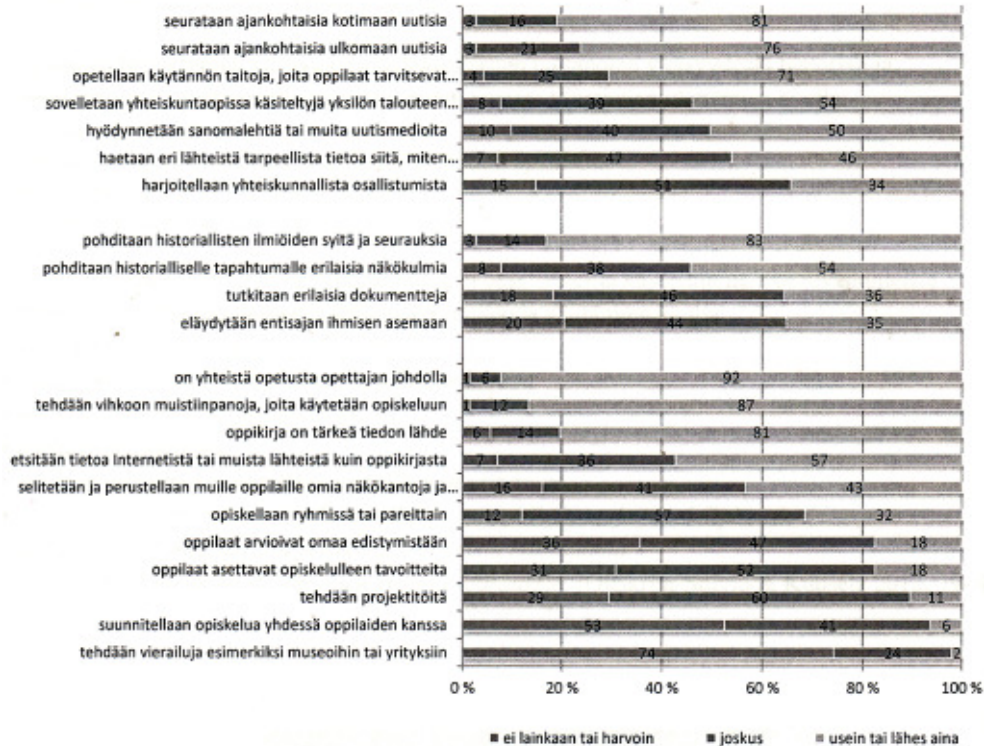 seurataan ajankohtaisia kotimaan uutisia 3 16 81
seurataan ajankohtaisia ulkomaan uutisia 3 21 76
opetellaan käytännön taitoja, joita oppilaat tarvitsevat... 4 25 71
sovelletaan yhteiskuntaopissa käsiteltyjä yksilön talouteen... 8 39 54
hyödynnetään sanomalehtiä tai muita uutismedioita 10 40 50
haetaan eri lähteistä tarpeellista tietoa siitä, miten... 7 47 46
harjoitellaan yhteiskunnallista osallistumista 15 51 34
pohditaan historiallisten ilmiöiden syitä ja seurauksia 3 14 83
pohditaan historialliselle tapahtumalle erilaisia näkökulmia 8 38 54
tutkitaan erilaisia dokumentteja 18 46 36
eläydytään entisajan ihmisen asemaan 20 44 35
on yhteistä opetusta opettajan johdolla 1 6 92
tehdään vihkoon muistiinpanoja, joita käytetään opiskeluun 1 12 87
oppikirja on tärkeä tiedon lähde 6 14 81
etsitään tietoa Internetistä tai muista lähteistä kuin oppikirjasta 7 36 57
selitetään ja perustellaan muille oppilaille omia näkökantoja ja... 16 41 43
opiskellaan ryhmissä tai pareittain 12 57 32
oppilaat arvioivat omaa edistymistään 36 47 18
oppilaat asettavat opiskelulleen tavoitteita 31 52 18
tehdään projektitöitä 29 60 11
suunnitellaan opiskelua yhdessä oppilaiden kanssa 53 41 6
tehdään vierailuja esimerkiksi museoihin tai yrityksiin 74 24 2
0 % 20 % 40 % 60 % 80 % 100 %
■ ei lainkaan tai harvoin ■ joskus ■ usein tai lähes aina